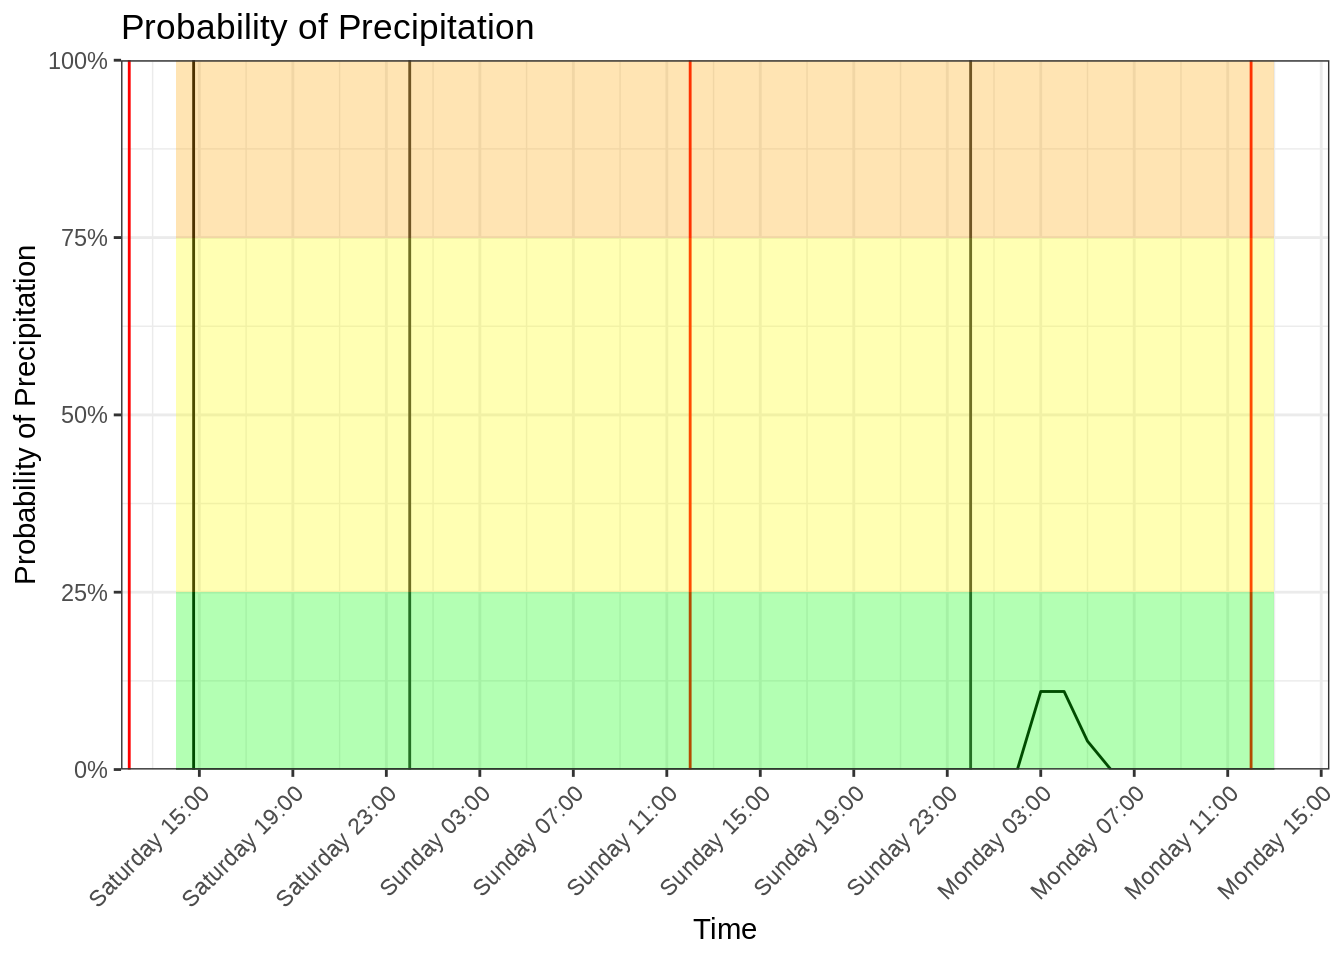 Probability of Precipitation
Probability of Precipitation
100%
75%
50%
25%
0%
Saturday 15:00
Saturday 19:00
Saturday 23:00
Sunday 03:00
Sunday 07:00
Sunday 11:00
Sunday 15:00
Sunday 19:00
Sunday 23:00
Monday 03:00
Monday 07:00
Monday 11:00
Monday 15:00
Time